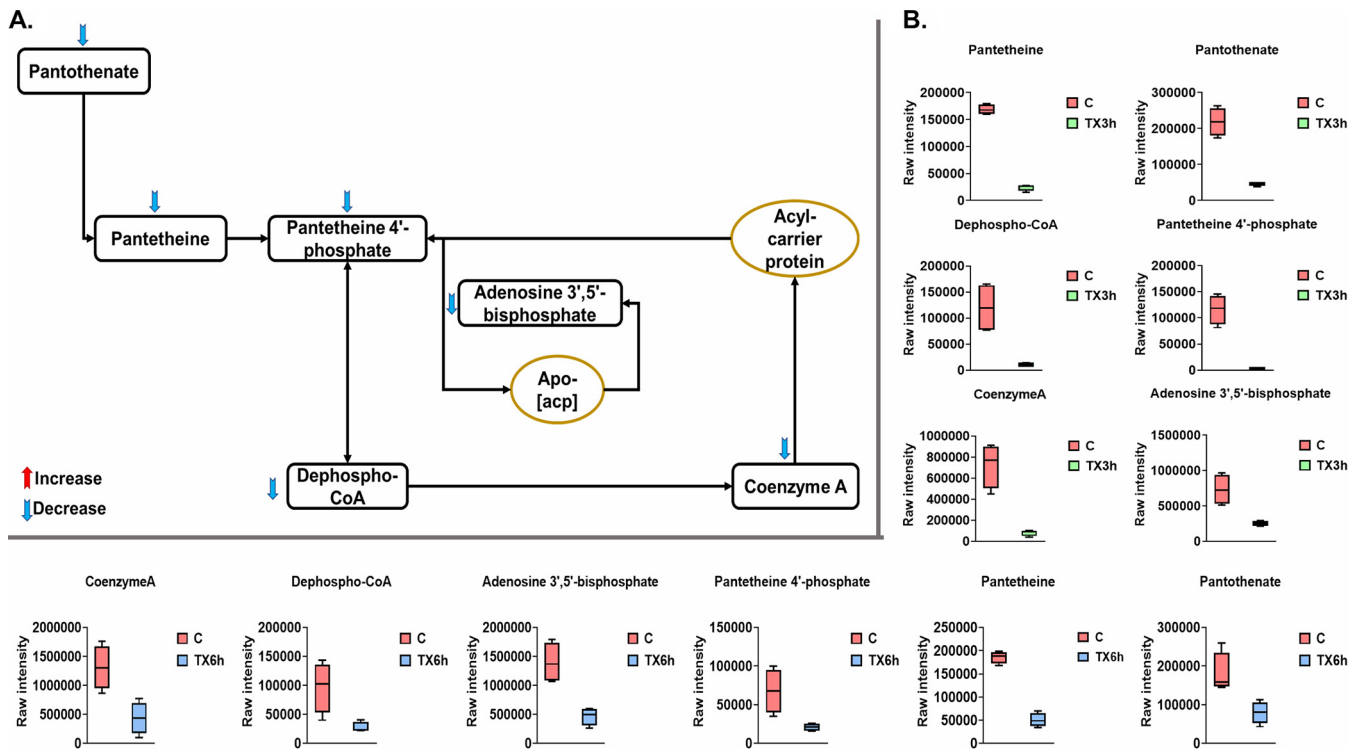 A.
Pantothenate
Pantetheine
Pantetheine 4'-
phosphate
Acyl-
carrier
protein
Adenosine 3',5'-
bisphosphate
Apo-
[acp]
Dephospho-
CoA
Coenzyme A
Increase
Decrease
B.
Pantetheine
Raw intensity
200000
150000
100000
50000
0
C
TX3h
Pantothenate
Raw intensity
300000
200000
100000
0
C
TX3h
Dephospho-CoA
Raw intensity
200000
150000
100000
50000
0
C
TX3h
Pantetheine 4'-phosphate
Raw intensity
200000
150000
100000
50000
0
C
TX3h
CoenzymeA
Raw intensity
1000000
800000
600000
400000
200000
0
C
TX3h
Adenosine 3',5'-bisphosphate
Raw intensity
1500000
1000000
500000
0
C
TX3h
CoenzymeA
Raw intensity
2000000
1500000
1000000
500000
0
C
TX6h
Dephospho-CoA
Raw intensity
200000
150000
100000
50000
0
C
TX6h
Adenosine 3',5'-bisphosphate
Raw intensity
2000000
1500000
1000000
500000
0
C
TX6h
Pantetheine 4'-phosphate
Raw intensity
150000
100000
50000
0
C
TX6h
Pantetheine
Raw intensity
250000
200000
150000
100000
50000
0
C
TX6h
Pantothenate
Raw intensity
300000
200000
100000
0
C
TX6h